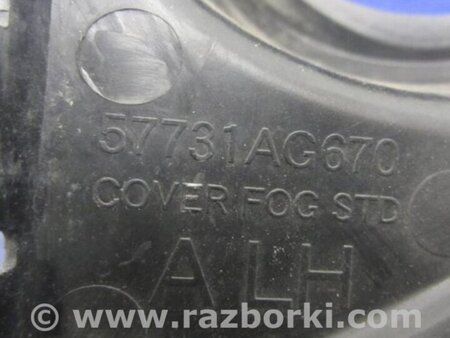 57731AG670
COVER FOG STD
ALH
© www.razborki.com